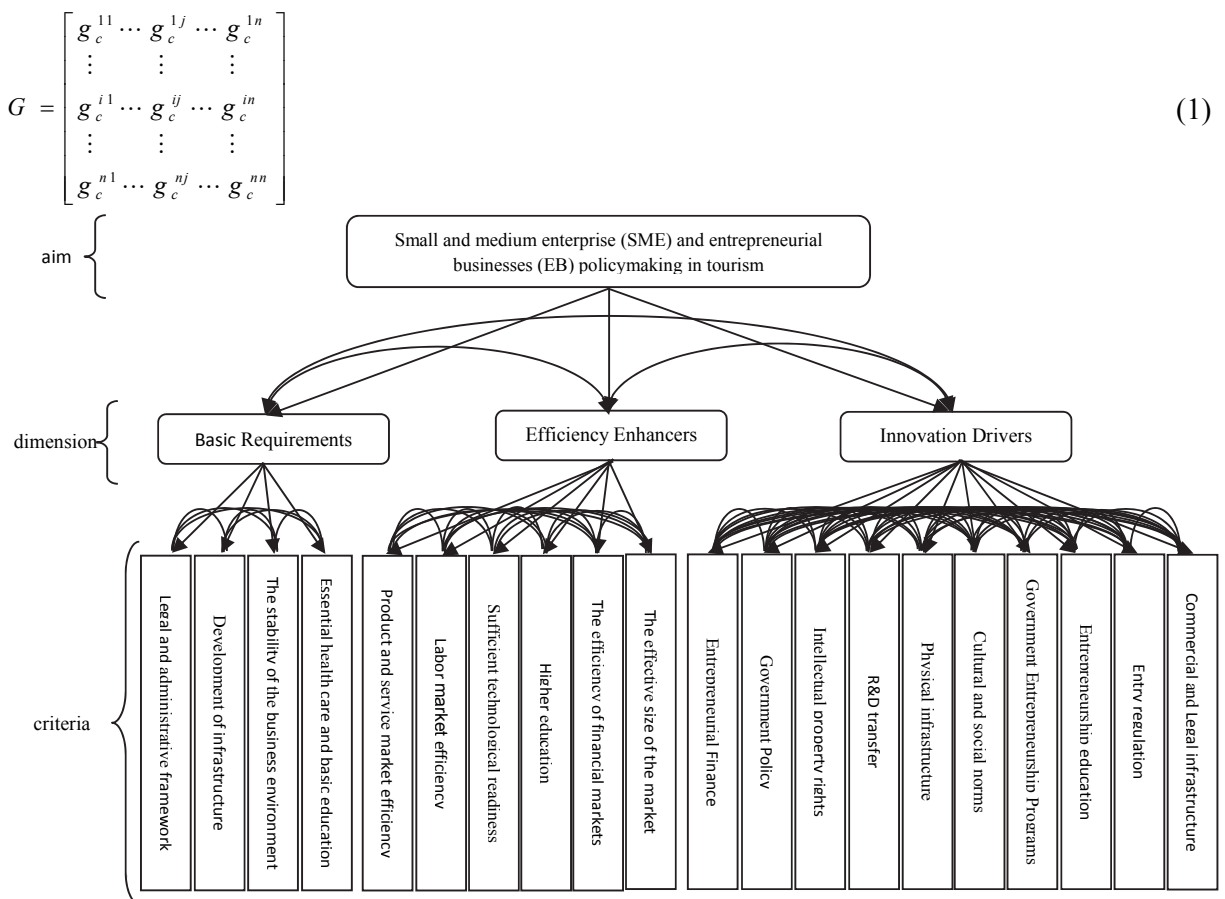 g_c^{11} ⋯ g_c^{1j} ⋯ g_c^{1n}
⋮ ⋮ ⋮
G = g_c^{i1} ⋯ g_c^{ij} ⋯ g_c^{in}
⋮ ⋮ ⋮
g_c^{n1} ⋯ g_c^{nj} ⋯ g_c^{nn}
(1)
aim
Small and medium enterprise (SME) and entrepreneurial
businesses (EB) policymaking in tourism
dimension
Basic Requirements
Efficiency Enhancers
Innovation Drivers
criteria
Legal and administrative framework
Development of infrastructure
The stability of the business environment
Essential health care and basic education
Product and service market efficiency
Labor market efficiency
Sufficient technological readiness
Higher education
The efficiency of financial markets
The effective size of the market
Entrepreneurial Finance
Government Policy
Intellectual property rights
R&D transfer
Physical infrastructure
Cultural and social norms
Government Entrepreneurship Programs
Entrepreneurship education
Entry regulation
Commercial and Legal infrastructure